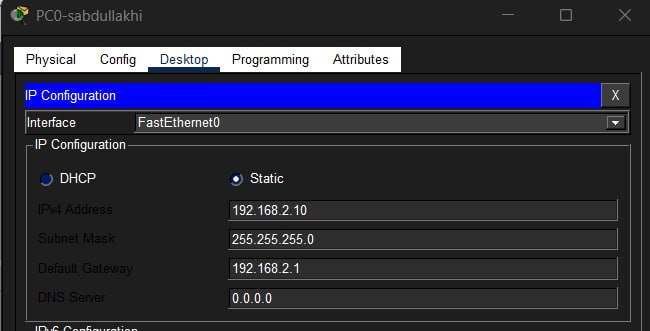 PC0-sabdullakhi
Physical Config Desktop Programming Attributes
IP Configuration X
Interface FastEthernet0
IP Configuration
DHCP Static
IPv4 Address 192.168.2.10
Subnet Mask 255.255.255.0
Default Gateway 192.168.2.1
DNS Server 0.0.0.0
IPv6 Configuration